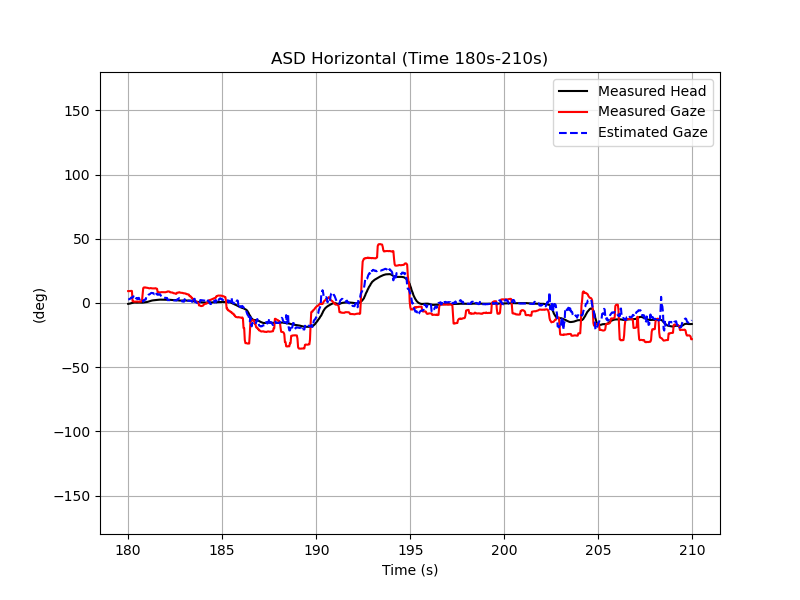 ASD Horizontal (Time 180s-210s)
Measured Head
Measured Gaze
Estimated Gaze
150
100
50
0
−50
−100
−150
(deg)
180 185 190 195 200 205 210
Time (s)